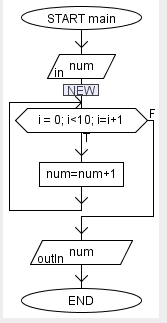 START main
num
in
NEW
i = 0; i<10; i=i+1
F
T
num=num+1
num
outln
END